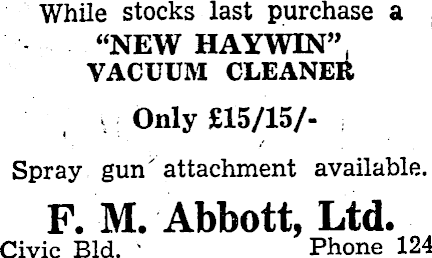 While stocks last purchase a
“NEW HAYWIN”,
VACUUM CLEANER
Only £15/15/-
Spray gun attachment available.
F. M. Abbott, Ltd.
Civic Bld. Phone 124